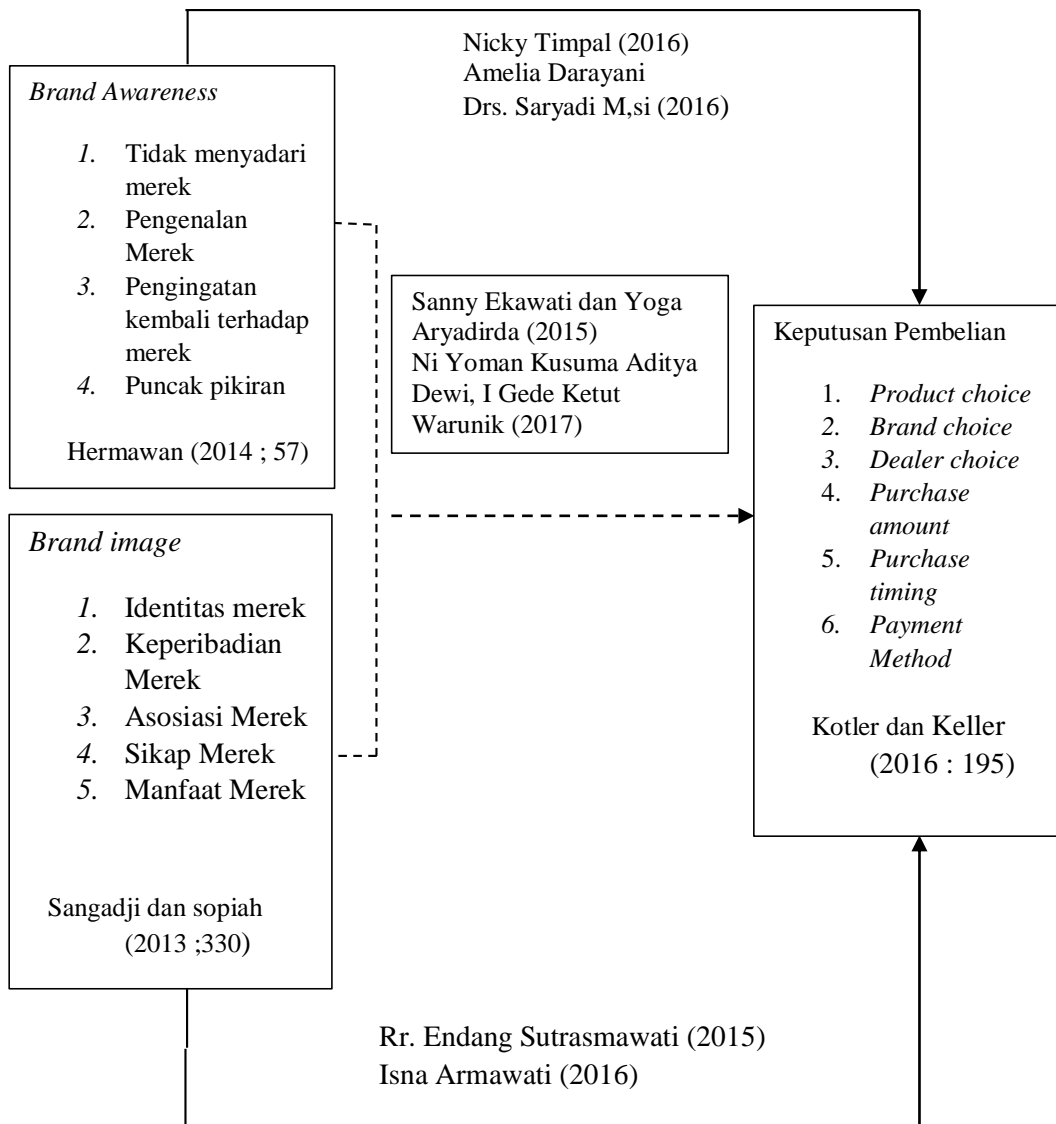 Nicky Timpal (2016)
Amelia Darayani
Drs. Saryadi M,si (2016)
Brand Awareness
1. Tidak menyadari
merek
2. Pengenalan
Merek
3. Pengingatan
kembali terhadap
merek
4. Puncak pikiran
Hermawan (2014 ; 57)
Sanny Ekawati dan Yoga
Aryadirda (2015)
Ni Yoman Kusuma Aditya
Dewi, I Gede Ketut
Warunik (2017)
Keputusan Pembelian
1. Product choice
2. Brand choice
3. Dealer choice
4. Purchase
amount
5. Purchase
timing
6. Payment
Method
Kotler dan Keller
(2016 : 195)
Brand image
1. Identitas merek
2. Keperibadian
Merek
3. Asosiasi Merek
4. Sikap Merek
5. Manfaat Merek
Sangadji dan sopiah
(2013 ;330)
Rr. Endang Sutrasmawati (2015)
Isna Armawati (2016)